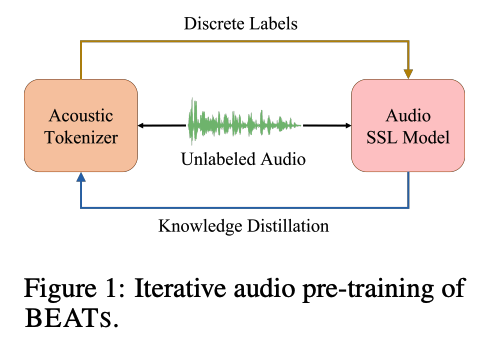 Discrete Labels
Acoustic
Tokenizer
Unlabeled Audio
Audio
SSL Model
Knowledge Distillation
Figure 1: Iterative audio pre-training of
BEATS.